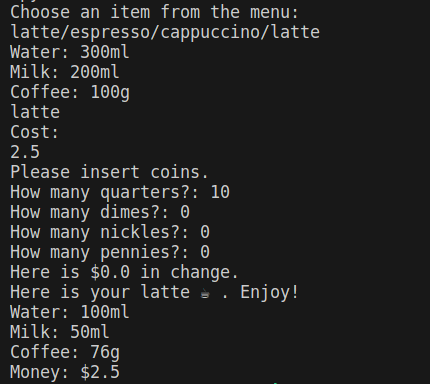 Choose an item from the menu:
latte/espresso/cappuccino/latte
Water: 300ml
Milk: 200ml
Coffee: 100g
latte
Cost:
2.5
Please insert coins.
How many quarters?: 10
How many dimes?: 0
How many nickles?: 0
How many pennies?: 0
Here is $0.0 in change.
Here is your latte ☕ . Enjoy!
Water: 100ml
Milk: 50ml
Coffee: 76g
Money: $2.5